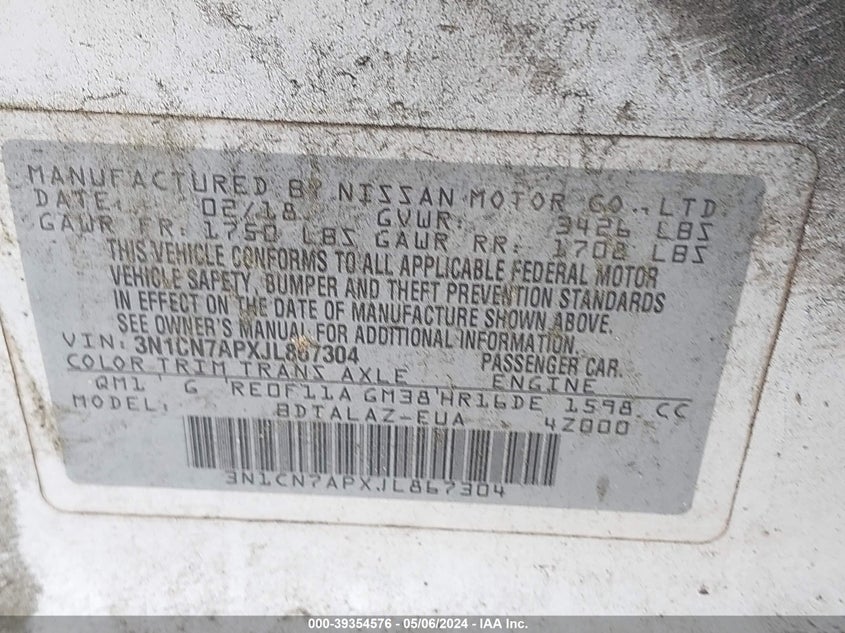 MANUFACTURED BY NISSAN MOTOR CO., LTD
DATE: 02/18 GVWR: 3426 LBS
GAWR FR: 1750 LBS GAWR RR: 1702 LBS
THIS VEHICLE CONFORMS TO ALL APPLICABLE FEDERAL MOTOR
VEHICLE SAFETY, BUMPER AND THEFT PREVENTION STANDARDS
IN EFFECT ON THE DATE OF MANUFACTURE SHOWN ABOVE.
SEE OWNER'S MANUAL FOR ADDITIONAL INFORMATION.
VIN: 3N1CN7APXJL867304 PASSENGER CAR.
COLOR TRIM TRANS AXLE ENGINE
QM1 G RE0F11A GM38 HR16DE 1598 CC
MODEL: BDTALAZ-EUA 4Z000
3N1CN7APXJL867304
000-39354576 - 05/06/2024 - IAA Inc.